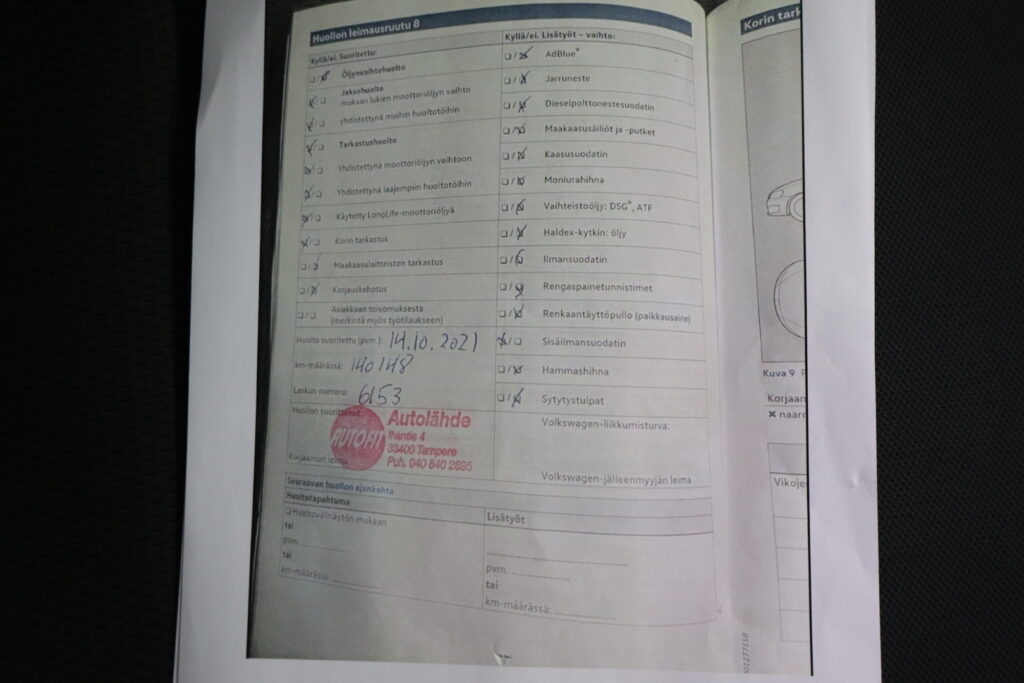 Huollon leimausruutu 8
Kyllä/ei. Suoritettu:
Öljynvaihtohuolto
Jaksohuolto
mukaan lukien moottoriöljyn vaihto
yhdistettynä muihin huoltotöihin
Tarkastushuolto
Yhdistettynä moottoriöljyn vaihtoon
Yhdistettynä laajempiin huoltotöihin
Käytetty LongLife-moottoriöljyä
Korin tarkastus
Maakaasulaitteiston tarkastus
Korjauskehotus
Asiakkaan toivomuksesta
(merkintä myös työtilaukseen)
Huolto suoritettu (pvm.): 14.10.2021
km-määrässä: 140148
Laskun numero: 6153
Huollon suorittanut:
AUTOFIT
Autolähde
Ihantie 4
33400 Tampere
Puh. 040 840 2695
Korjaamon leima
Kyllä/ei. Lisätyöt – vaihto:
AdBlue®
Jarruneste
Dieselpolttonestesuodatin
Maakaasusäiliöt ja -putket
Kaasusuodatin
Moniurahihna
Vaihteistoöljy: DSG®, ATF
Haldex-kytkin: öljy
Ilmansuodatin
Rengaspainetunnistimet
Renkaantäyttöpullo (paikkausaine)
Sisäilmansuodatin
Hammashihna
Sytytystulpat
Volkswagen-liikkumisturva:
Volkswagen-jälleenmyyjän leima
Seuraavan huollon ajankohta
Huoltotapahtuma
Huoltovälinäytön mukaan
tai
pvm.
tai
km-määrässä:
Lisätyöt
pvm.
tai
km-määrässä:
Korin tark
Kuva 9
Korjaam
✖ naarm
Vikoje